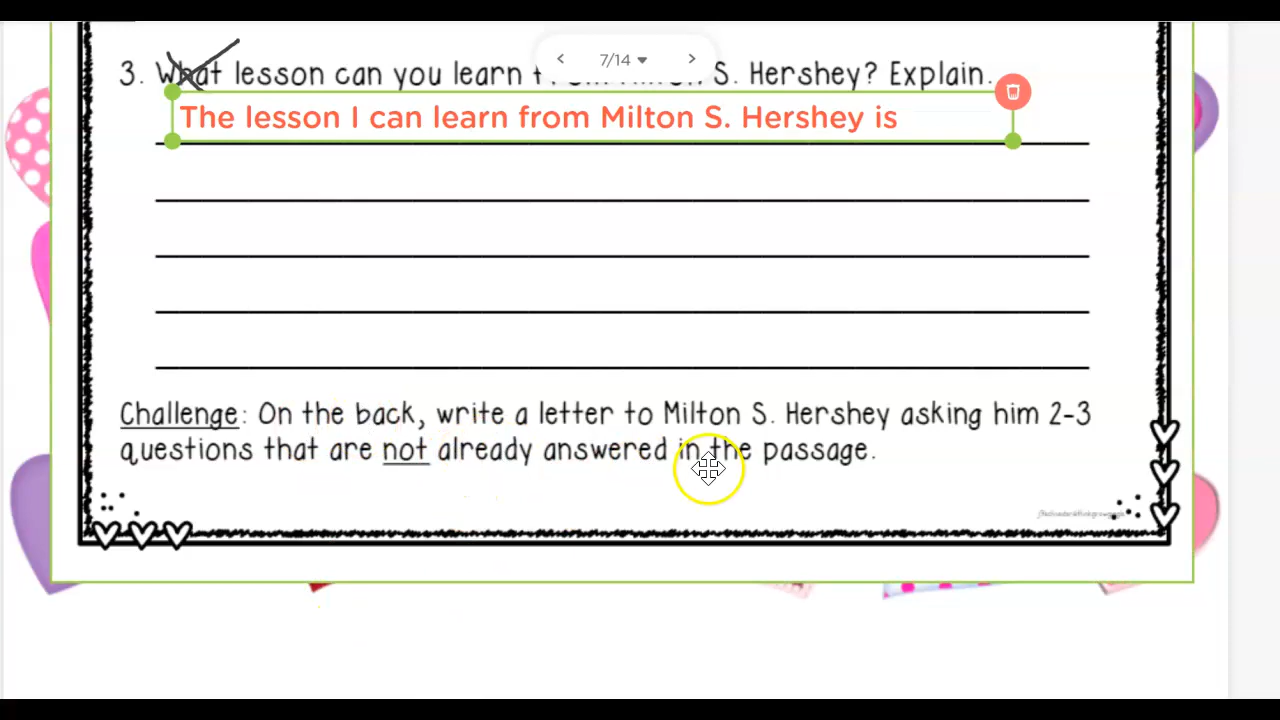 7/14
3. What lesson can you learn from Milton S. Hershey? Explain.
The lesson I can learn from Milton S. Hershey is
Challenge: On the back, write a letter to Milton S. Hershey asking him 2-3
questions that are not already answered in the passage.